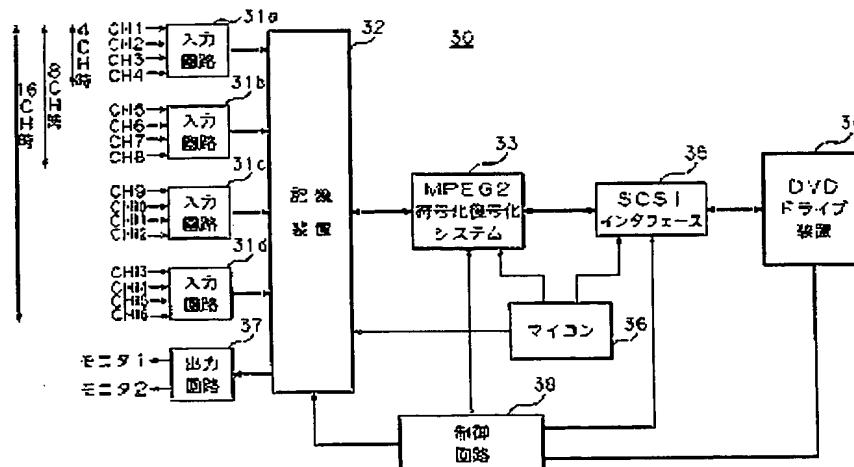 30
4CH時
8CH時
16CH時
CH1
CH2
CH3
CH4
31a
入力
回路
CH5
CH6
CH7
CH8
31b
入力
回路
CH9
CH10
CH11
CH12
31c
入力
回路
CH13
CH14
CH15
CH16
31d
入力
回路
モニタ1
モニタ2
37
出力
回路
32
記憶
装置
33
MPEG2
符号化復号化
システム
35
SCSI
インタフェース
DVD
ドライブ
装置
マイコン
36
38
制御
回路